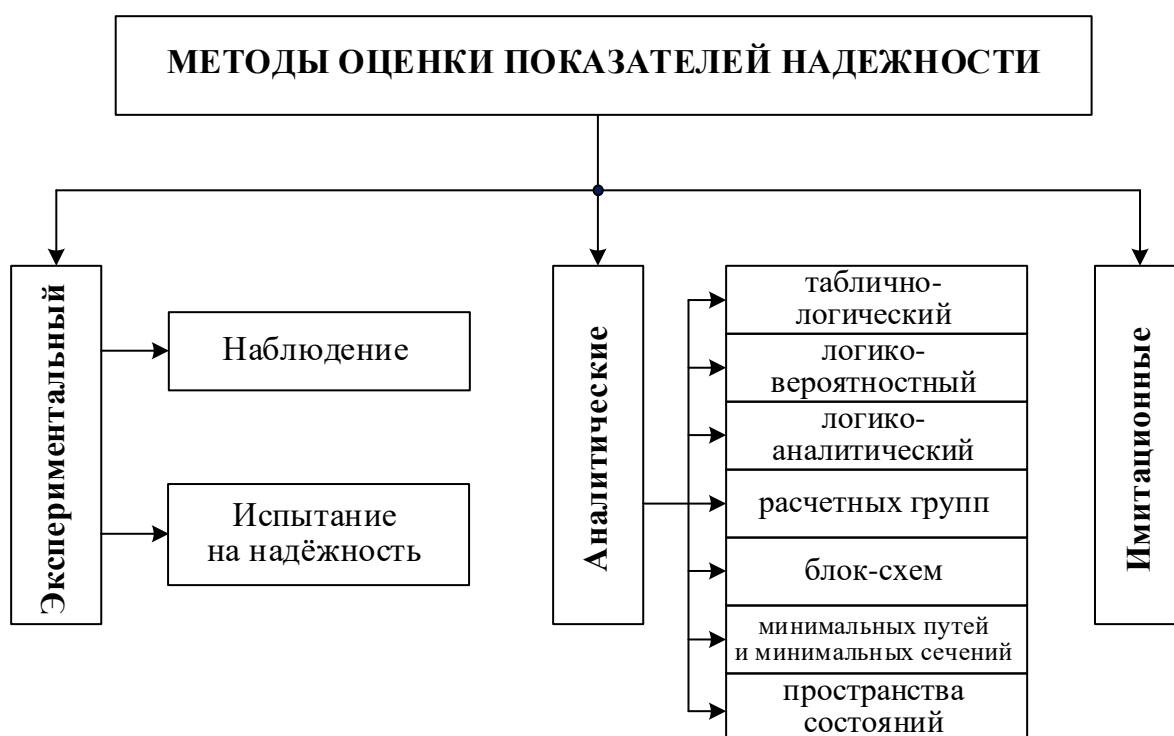 МЕТОДЫ ОЦЕНКИ ПОКАЗАТЕЛЕЙ НАДЕЖНОСТИ
Экспериментальный
Наблюдение
Испытание
на надёжность
Аналитические
таблично-
логический
логико-
вероятностный
логико-
аналитический
расчетных групп
блок-схем
минимальных путей
и минимальных сечений
пространства
состояний
Имитационные